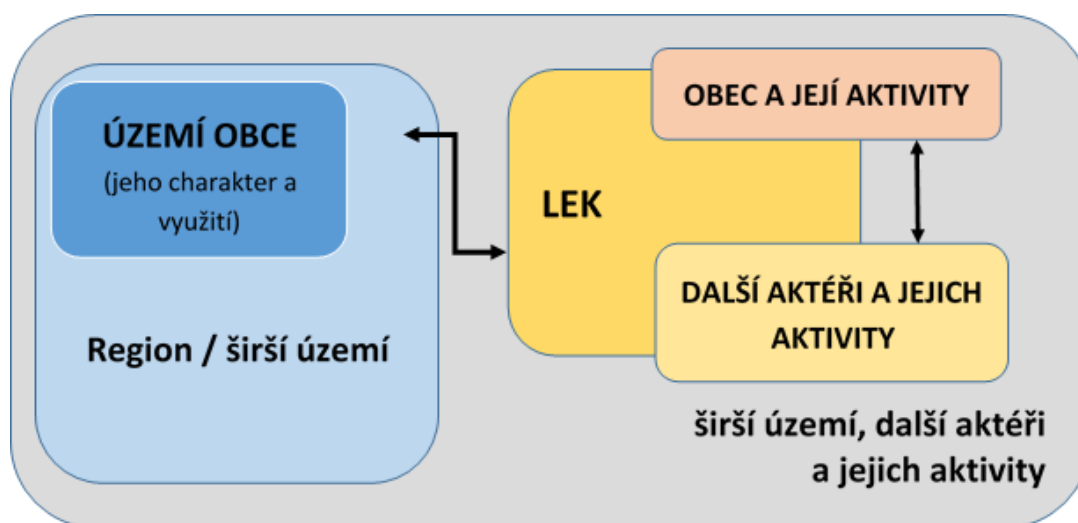 ÚZEMÍ OBCE
(jeho charakter a
využití)
Region / širší území
LEK
OBEC A JEJÍ AKTIVITY
DALŠÍ AKTÉŘI A JEJICH
AKTIVITY
širší území, další aktéři
a jejich aktivity